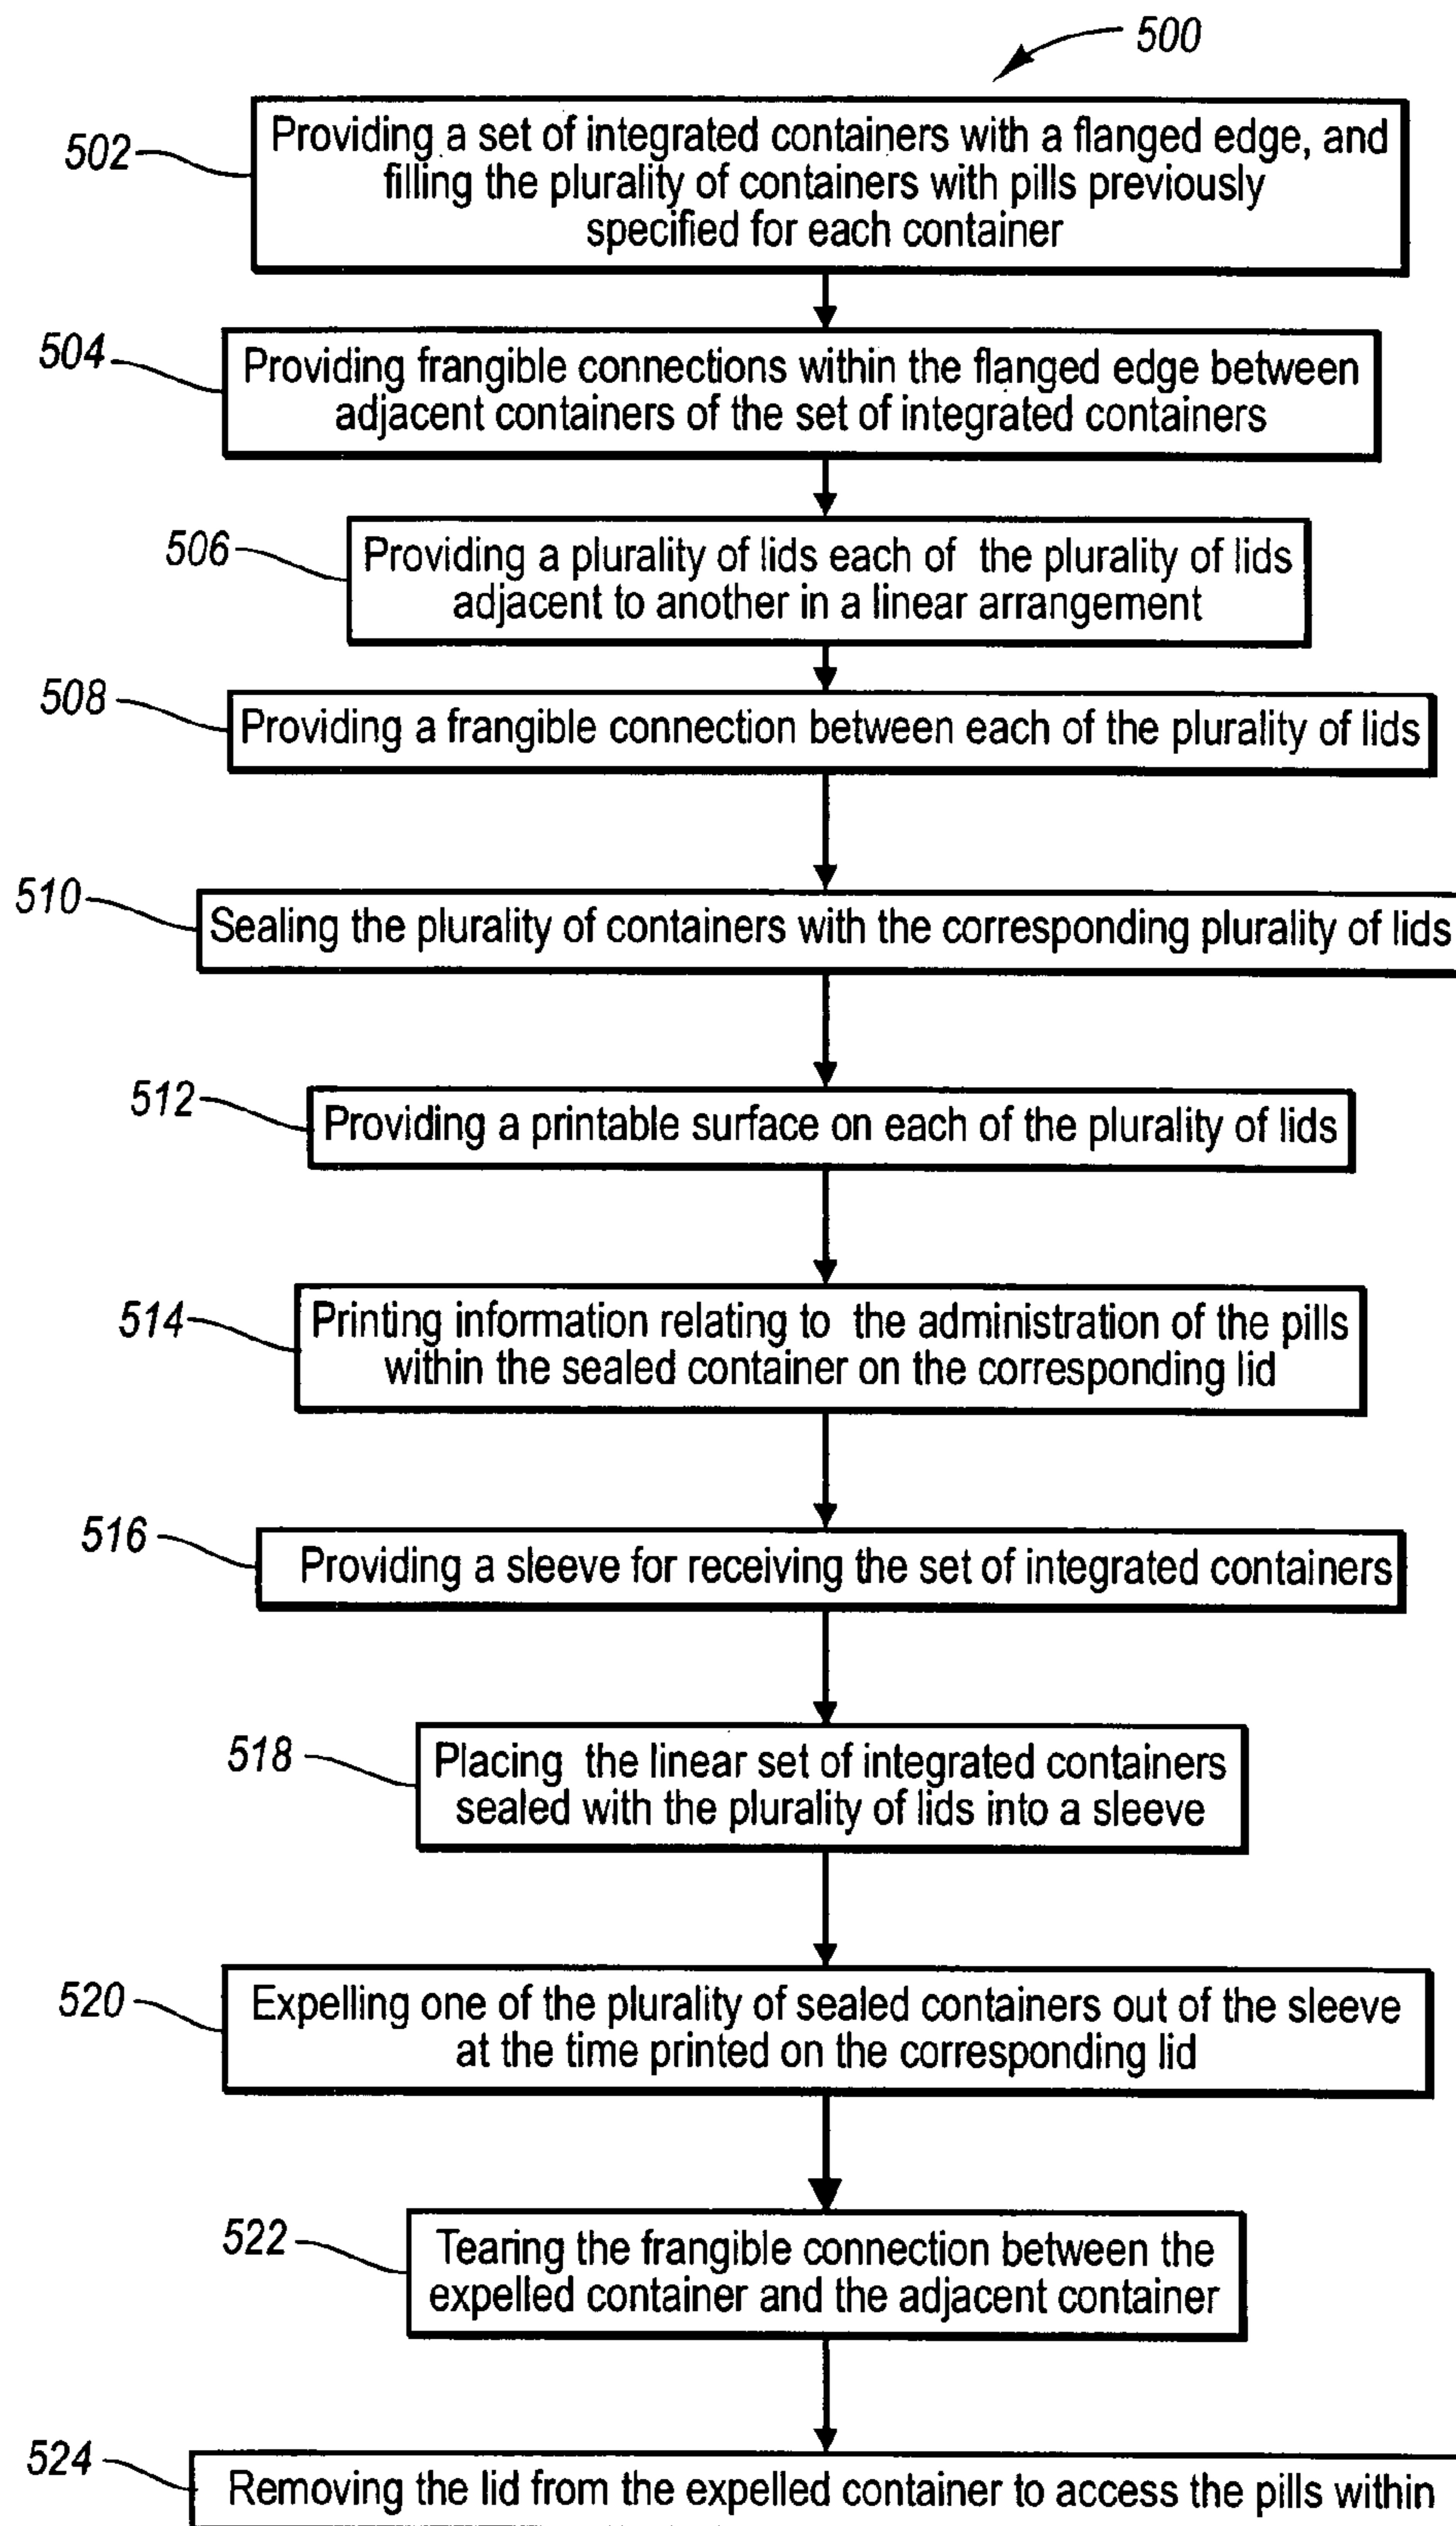 500
502
Providing a set of integrated containers with a flanged edge, and
filling the plurality of containers with pills previously
specified for each container
504
Providing frangible connections within the flanged edge between
adjacent containers of the set of integrated containers
506
Providing a plurality of lids each of the plurality of lids
adjacent to another in a linear arrangement
508
Providing a frangible connection between each of the plurality of lids
510
Sealing the plurality of containers with the corresponding plurality of lids
512
Providing a printable surface on each of the plurality of lids
514
Printing information relating to the administration of the pills
within the sealed container on the corresponding lid
516
Providing a sleeve for receiving the set of integrated containers
518
Placing the linear set of integrated containers
sealed with the plurality of lids into a sleeve
520
Expelling one of the plurality of sealed containers out of the sleeve
at the time printed on the corresponding lid
522
Tearing the frangible connection between the
expelled container and the adjacent container
524
Removing the lid from the expelled container to access the pills within